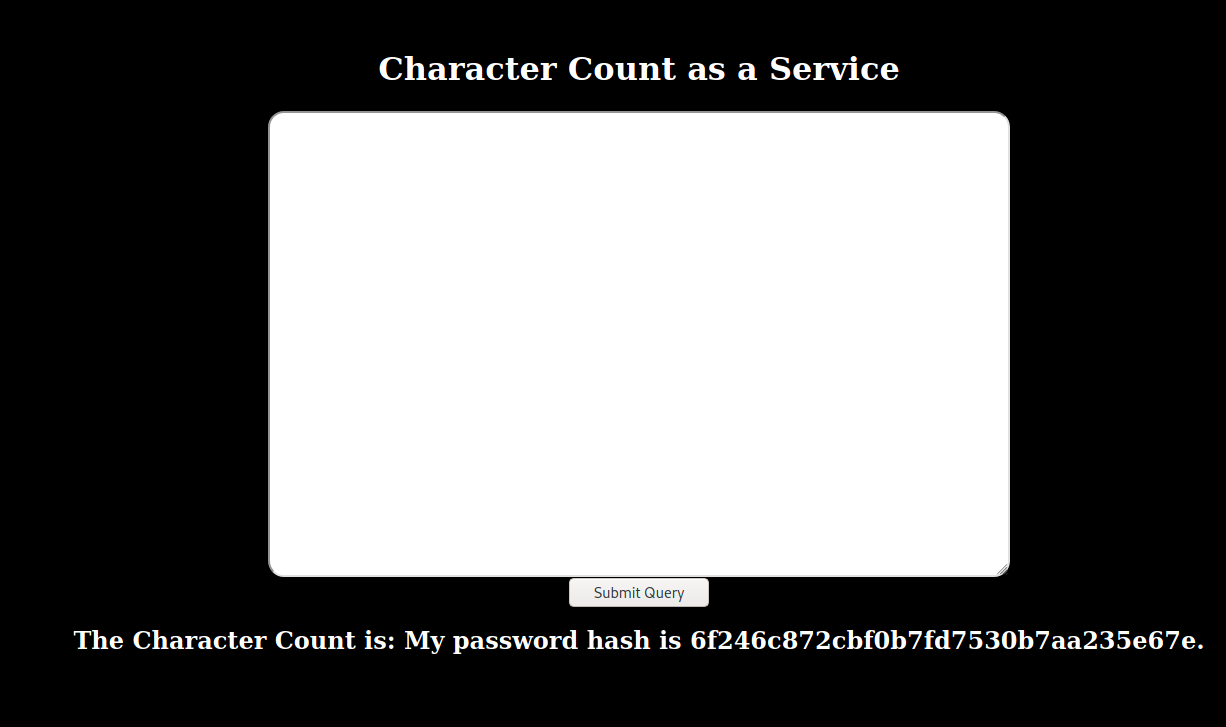 Character Count as a Service
Submit Query
The Character Count is: My password hash is 6f246c872cbf0b7fd7530b7aa235e67e.